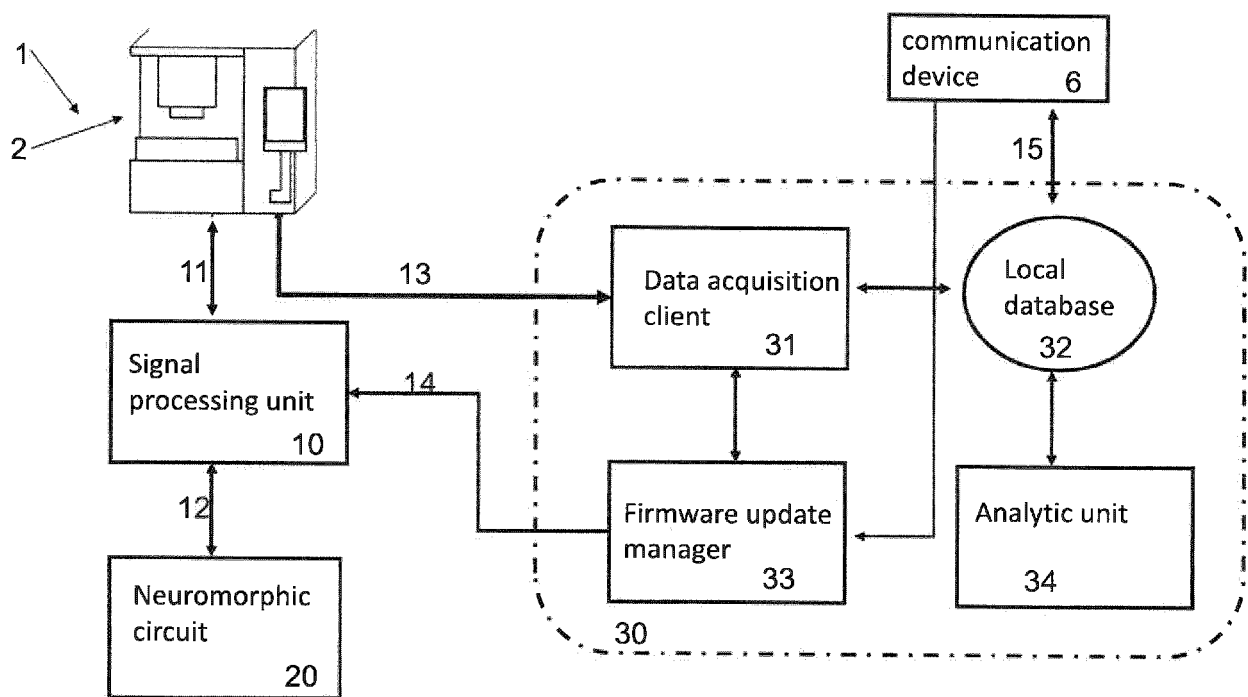 1
2
communication
device
6
15
11
13
Data acquisition
client
31
Local
database
32
Signal
processing unit
10
14
12
Firmware update
manager
33
Analytic unit
34
Neuromorphic
circuit
20
30